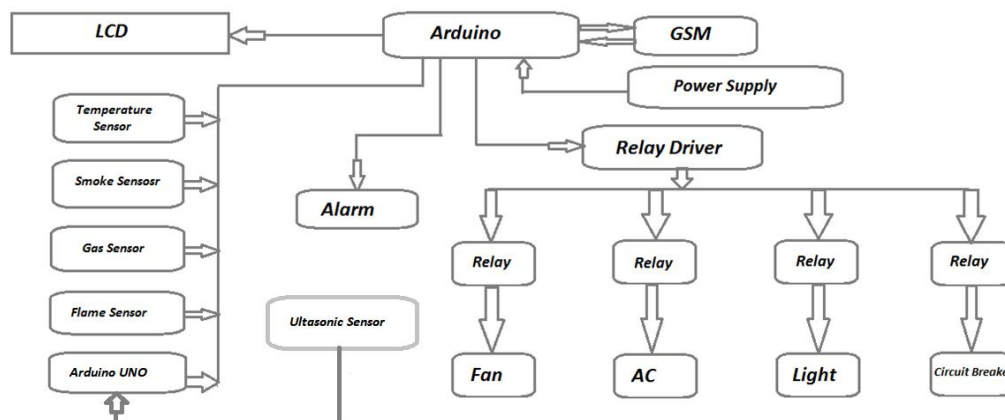 LCD
Arduino
GSM
Power Supply
Temperature
Sensor
Relay Driver
Smoke Sensosr
Alarm
Gas Sensor
Relay
Relay
Relay
Relay
Flame Sensor
Ultasonic Sensor
Arduino UNO
Fan
AC
Light
Circuit Breake